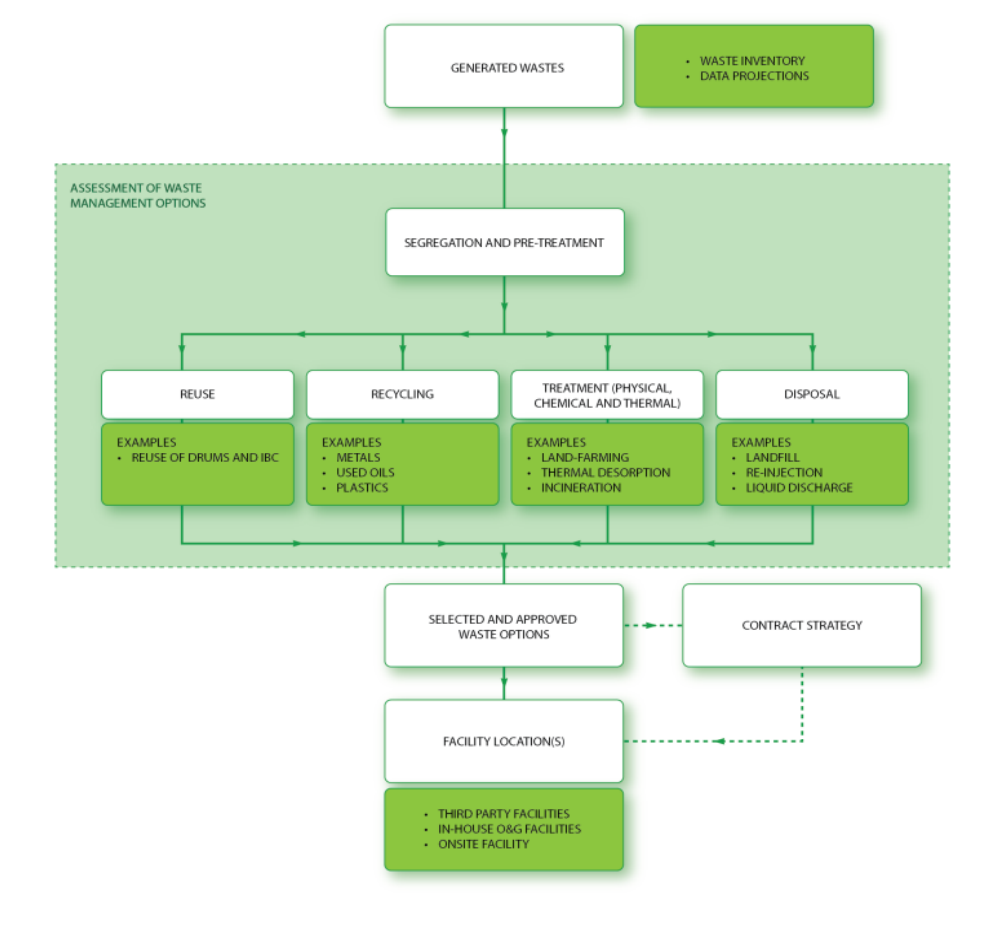 GENERATED WASTES
• WASTE INVENTORY
• DATA PROJECTIONS
ASSESSMENT OF WASTE
MANAGEMENT OPTIONS
SEGREGATION AND PRE-TREATMENT
REUSE
EXAMPLES
• REUSE OF DRUMS AND IBC
RECYCLING
EXAMPLES
• METALS
• USED OILS
• PLASTICS
TREATMENT (PHYSICAL,
CHEMICAL AND THERMAL)
EXAMPLES
• LAND-FARMING
• THERMAL DESORPTION
• INCINERATION
DISPOSAL
EXAMPLES
• LANDFILL
• RE-INJECTION
• LIQUID DISCHARGE
SELECTED AND APPROVED
WASTE OPTIONS
CONTRACT STRATEGY
FACILITY LOCATION(S)
• THIRD PARTY FACILITIES
• IN-HOUSE O&G FACILITIES
• ONSITE FACILITY